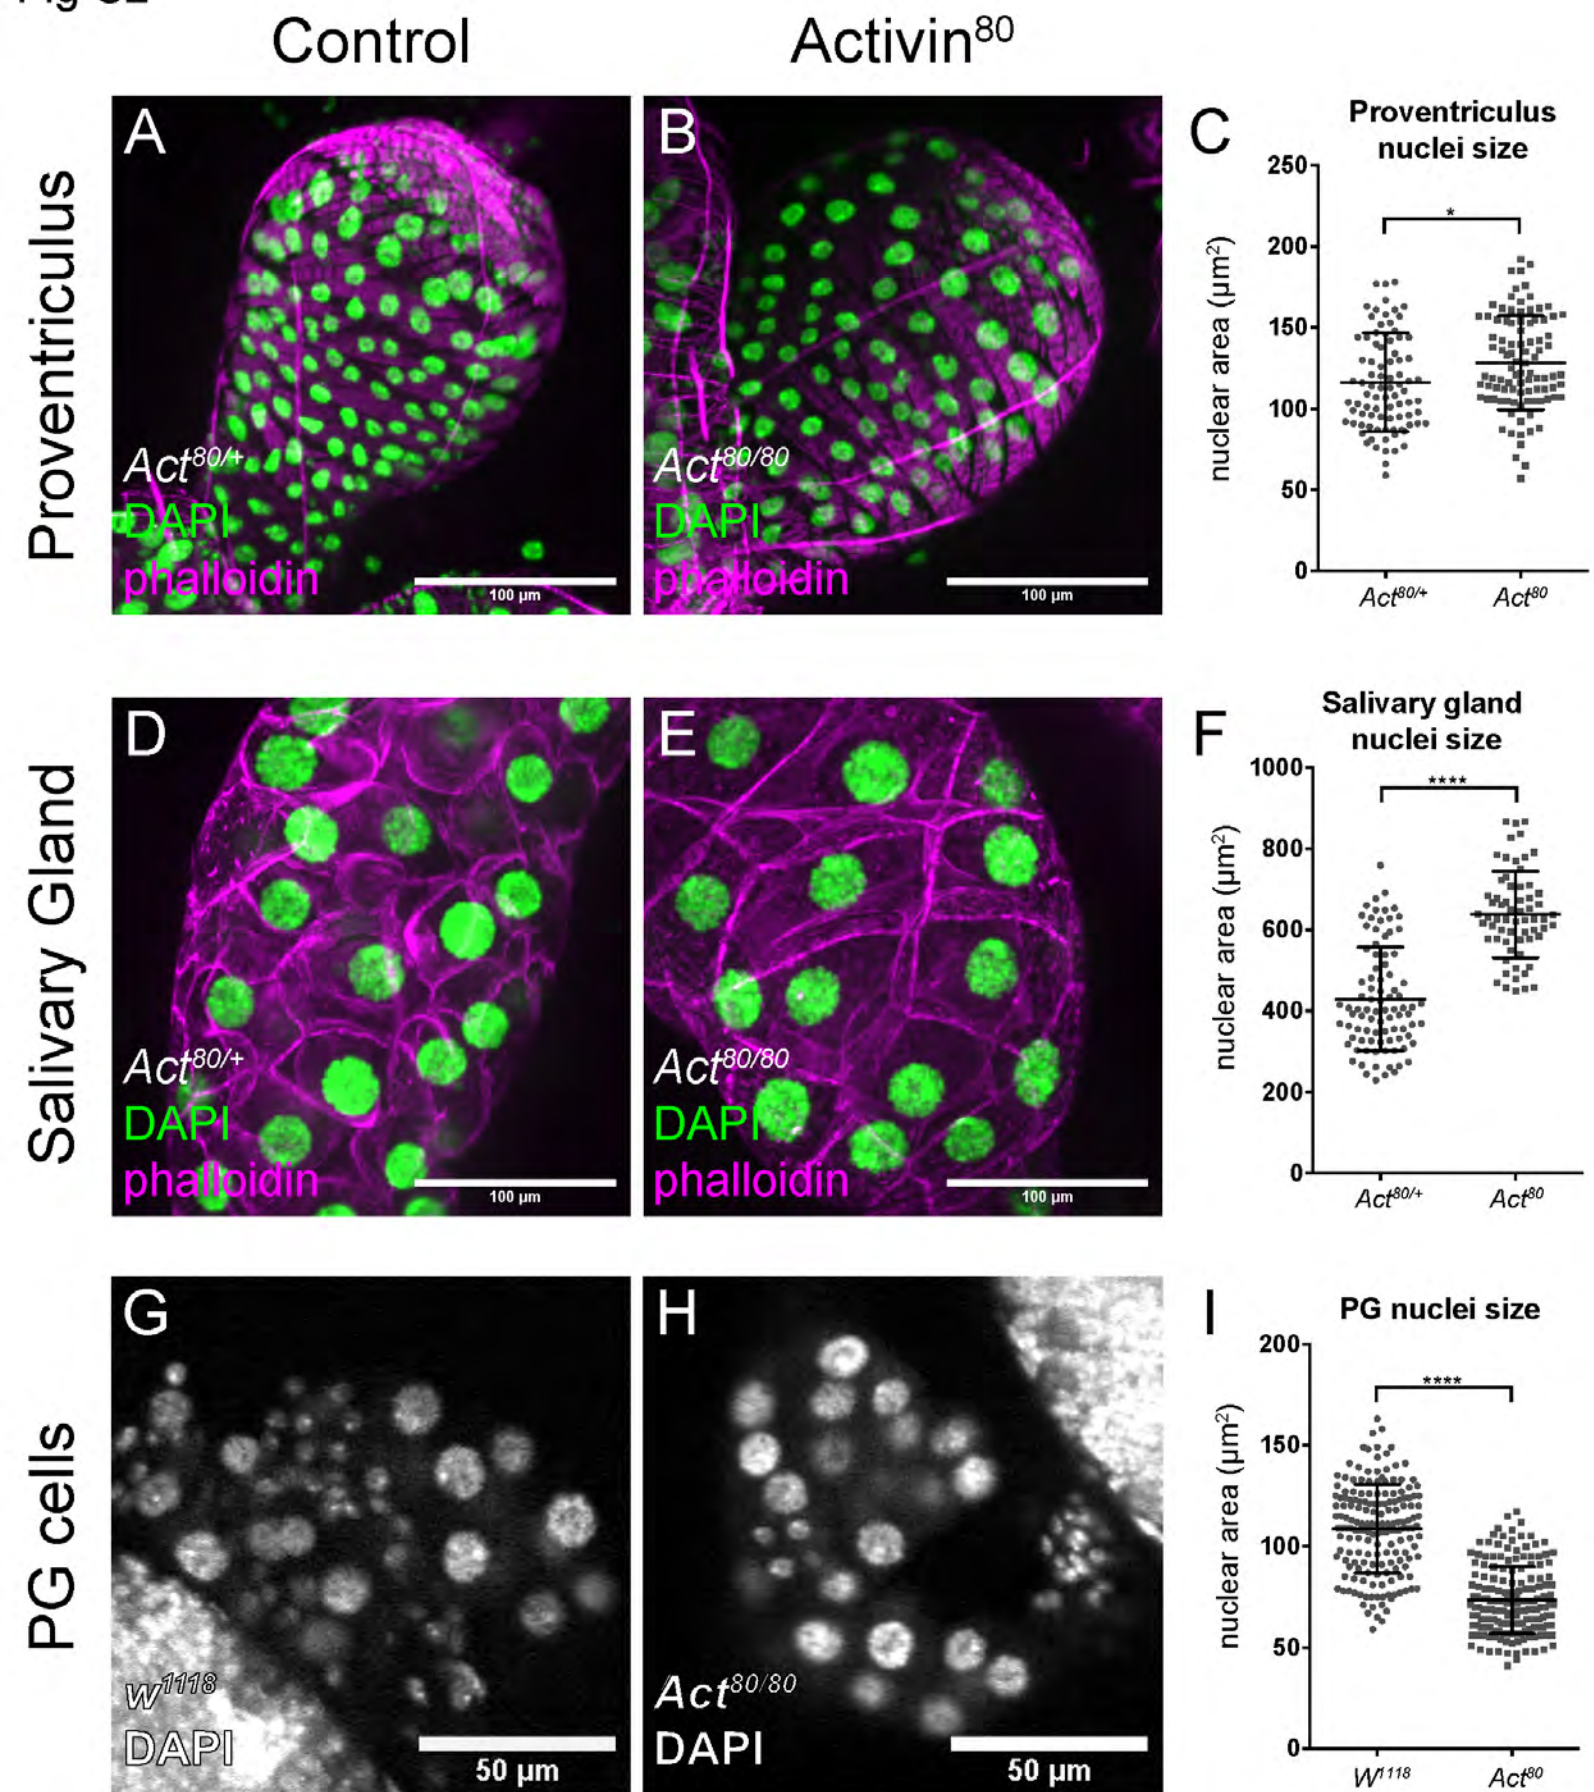 Control
Activin⁸⁰
Proventriculus
A
Act⁸⁰/⁺
DAPI
phalloidin
100 µm
B
Act⁸⁰/⁸⁰
DAPI
phalloidin
100 µm
C
Proventriculus
nuclei size
*
nuclear area (µm²)
250
200
150
100
50
0
Act⁸⁰/⁺
Act⁸⁰
Salivary Gland
D
Act⁸⁰/⁺
DAPI
phalloidin
100 µm
E
Act⁸⁰/⁸⁰
DAPI
phalloidin
100 µm
F
Salivary gland
nuclei size
****
nuclear area (µm²)
1000
800
600
400
200
0
Act⁸⁰/⁺
Act⁸⁰
PG cells
G
w¹¹¹⁸
DAPI
50 µm
H
Act⁸⁰/⁸⁰
DAPI
50 µm
I
PG nuclei size
****
nuclear area (µm²)
200
150
100
50
0
W¹¹¹⁸
Act⁸⁰